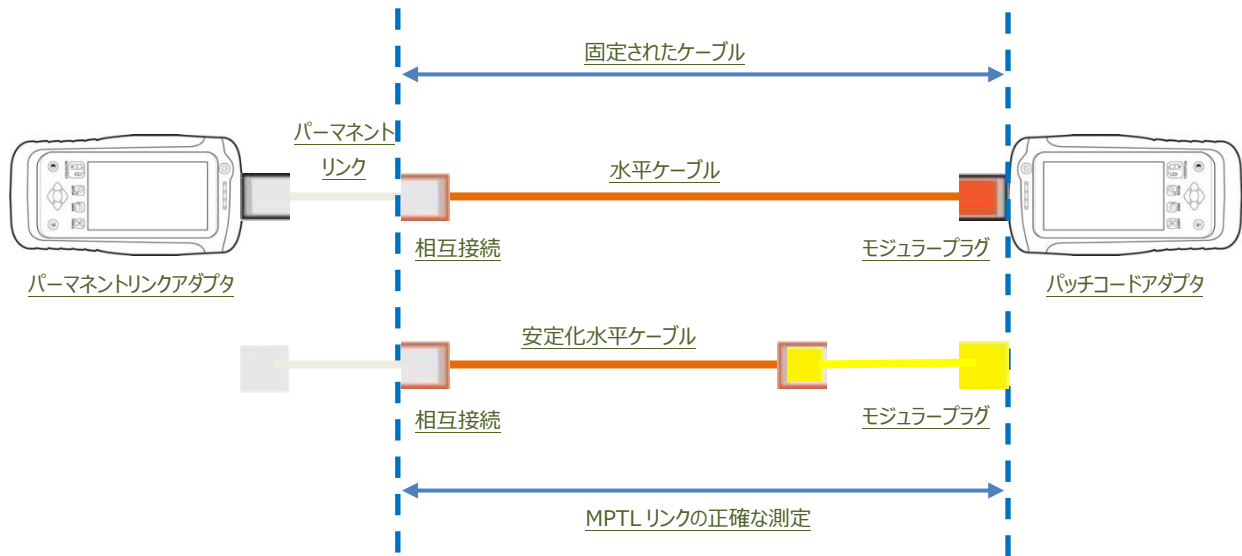 固定されたケーブル
パーマネント
リンク
水平ケーブル
相互接続
モジュラープラグ
パーマネントリンクアダプタ
パッチコードアダプタ
安定化水平ケーブル
相互接続
モジュラープラグ
MPTL リンクの正確な測定